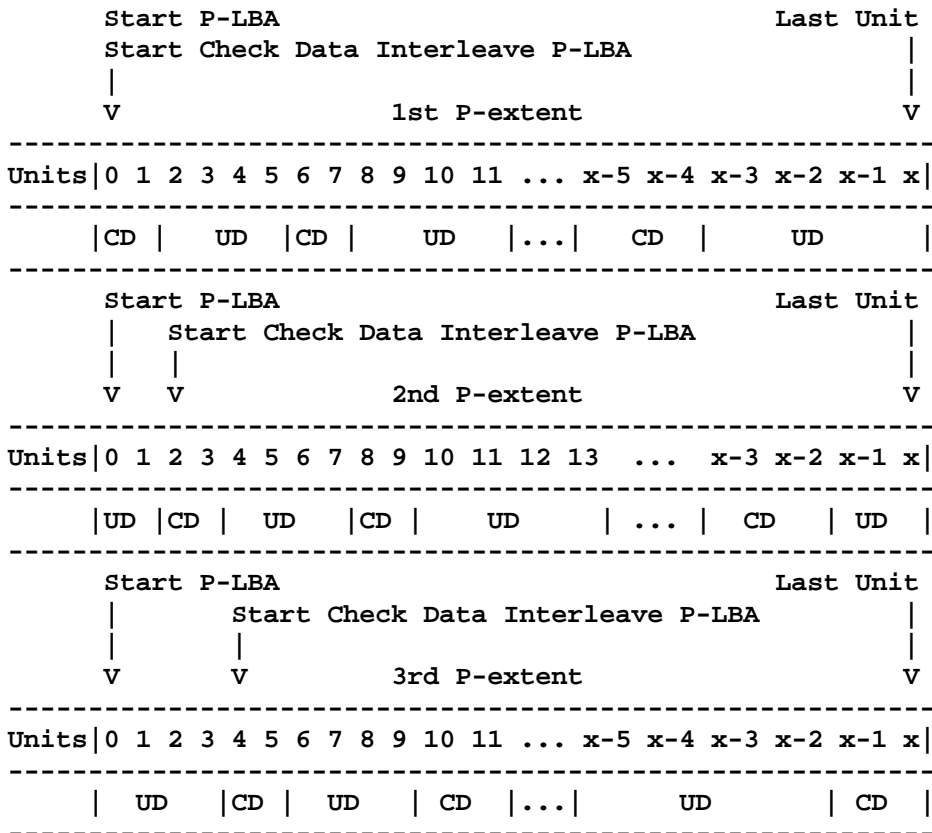 Start P-LBA                               Last Unit
Start Check Data Interleave P-LBA                 |
|                                                 |
V                 1st P-extent                    V
----------------------------------------------------------
Units|0 1 2 3 4 5 6 7 8 9 10 11 ... x-5 x-4 x-3 x-2 x-1 x|
----------------------------------------------------------
|CD |   UD  |CD |    UD   |...|   CD  |     UD      |
----------------------------------------------------------
Start P-LBA                               Last Unit
|   Start Check Data Interleave P-LBA             |
|   |                                             |
V   V             2nd P-extent                    V
----------------------------------------------------------
Units|0 1 2 3 4 5 6 7 8 9 10 11 12 13  ...  x-3 x-2 x-1 x|
----------------------------------------------------------
|UD |CD |  UD   |CD |    UD      | ... |  CD   | UD  |
----------------------------------------------------------
Start P-LBA                               Last Unit
|       Start Check Data Interleave P-LBA         |
|       |                                         |
V       V         3rd P-extent                    V
----------------------------------------------------------
Units|0 1 2 3 4 5 6 7 8 9 10 11 ... x-5 x-4 x-3 x-2 x-1 x|
----------------------------------------------------------
|  UD   |CD |  UD   | CD  |...|      UD       | CD  |
----------------------------------------------------------